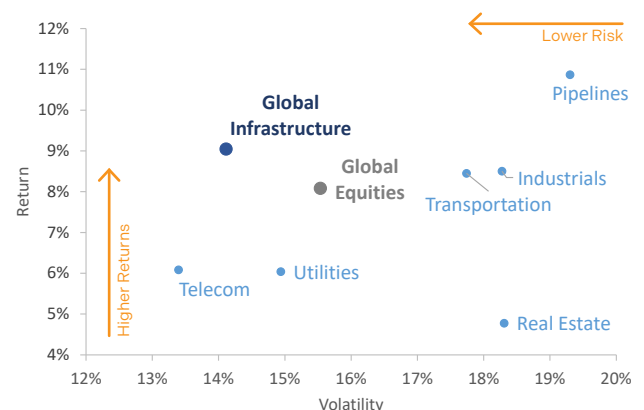 12%
11%
10%
9%
8%
7%
6%
5%
4%
Return
Higher Returns
Lower Risk
Pipelines
Global
Infrastructure
Global
Equities
Industrials
Transportation
Telecom
Utilities
Real Estate
12%
13%
14%
15%
16%
17%
18%
19%
20%
Volatility